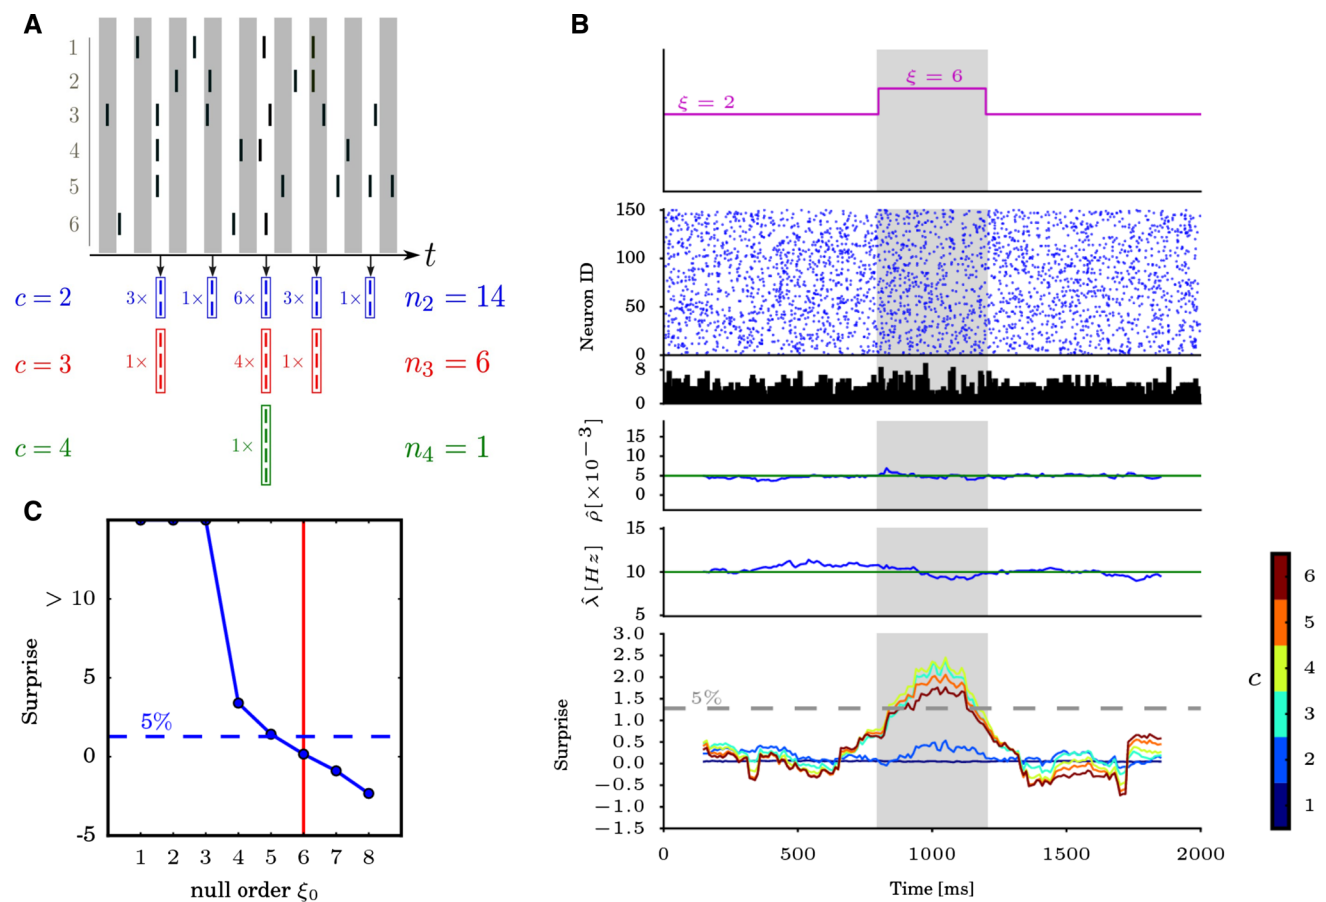 A
1
2
3
4
5
6
t
c = 2
3×
1×
6×
3×
1×
n2 = 14
c = 3
1×
4×
1×
n3 = 6
c = 4
1×
n4 = 1
B
ξ = 2
ξ = 6
150
100
50
0
Neuron ID
8
0
15
10
5
0
ρ̂[×10−3]
15
10
5
λ̂[Hz]
3.0
2.5
2.0
1.5
1.0
0.5
0.0
−0.5
−1.0
−1.5
Surprise
5%
0
500
1000
1500
2000
Time [ms]
c
6
5
4
3
2
1
C
> 10
5
0
-5
Surprise
5%
1 2 3 4 5 6 7 8
null order ξ0